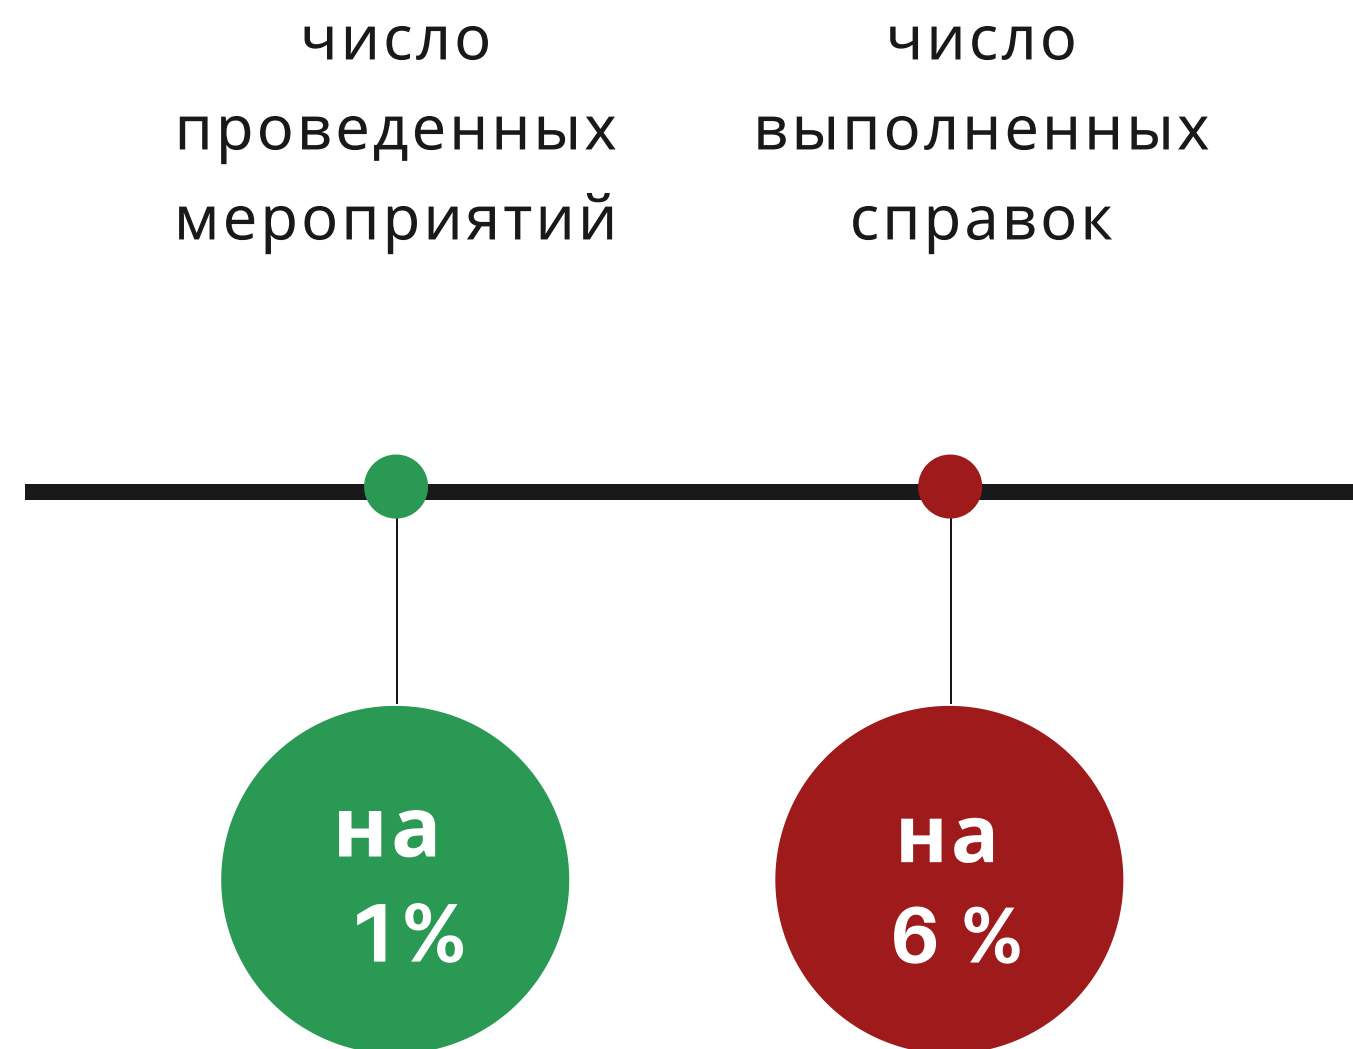 число
проведенных
мероприятий
число
выполненных
справок
на
1%
на
6 %